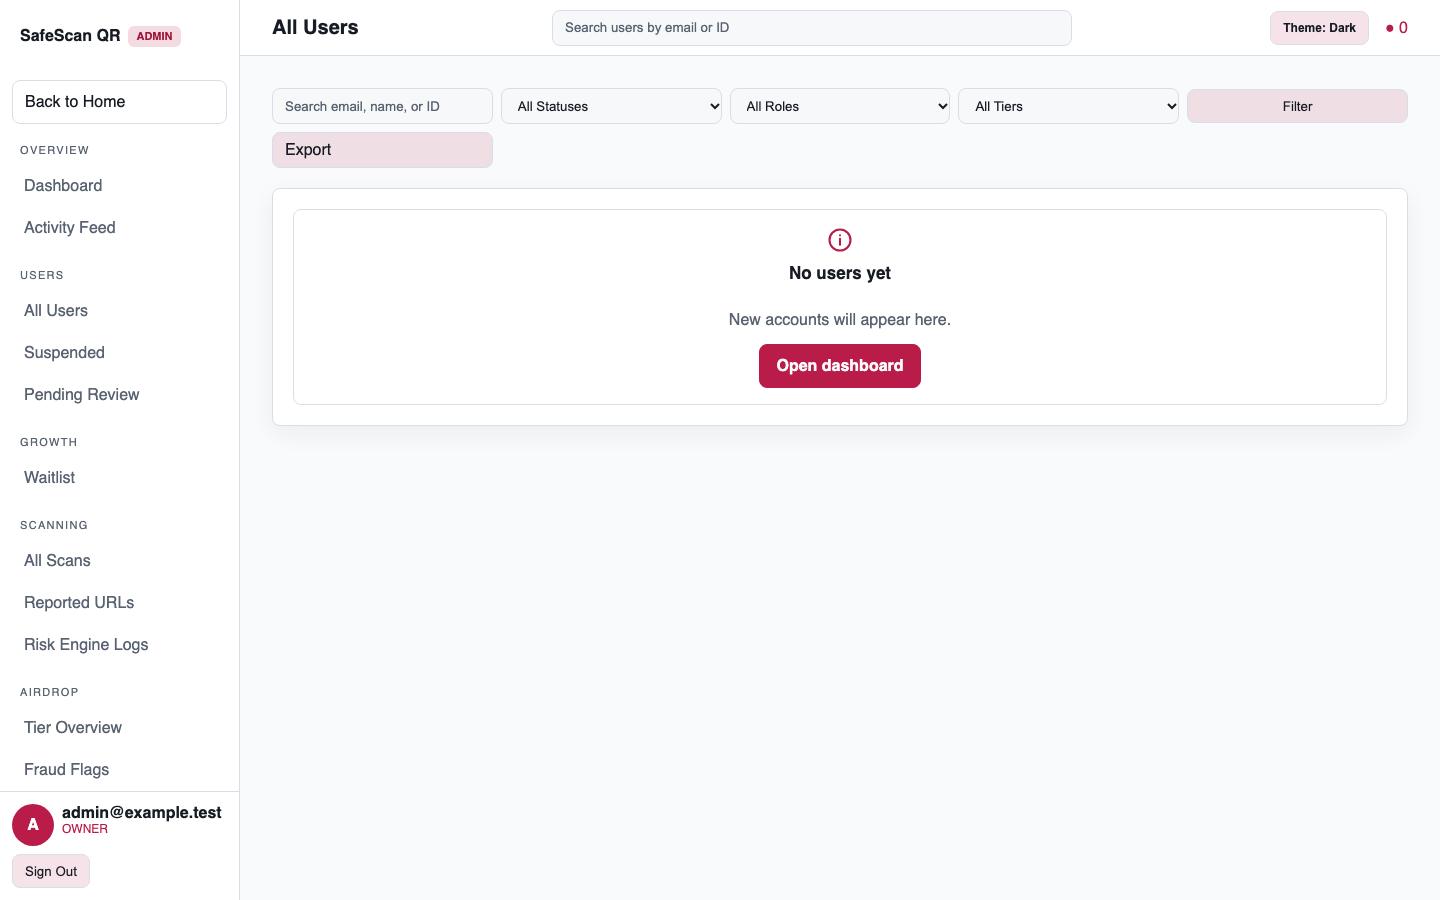 SafeScan QR ADMIN
Back to Home
OVERVIEW
Dashboard
Activity Feed
USERS
All Users
Suspended
Pending Review
GROWTH
Waitlist
SCANNING
All Scans
Reported URLs
Risk Engine Logs
AIRDROP
Tier Overview
Fraud Flags
A
admin@example.test
OWNER
Sign Out
All Users
Search users by email or ID
Theme: Dark
0
Search email, name, or ID
All Statuses
All Roles
All Tiers
Filter
Export
No users yet
New accounts will appear here.
Open dashboard